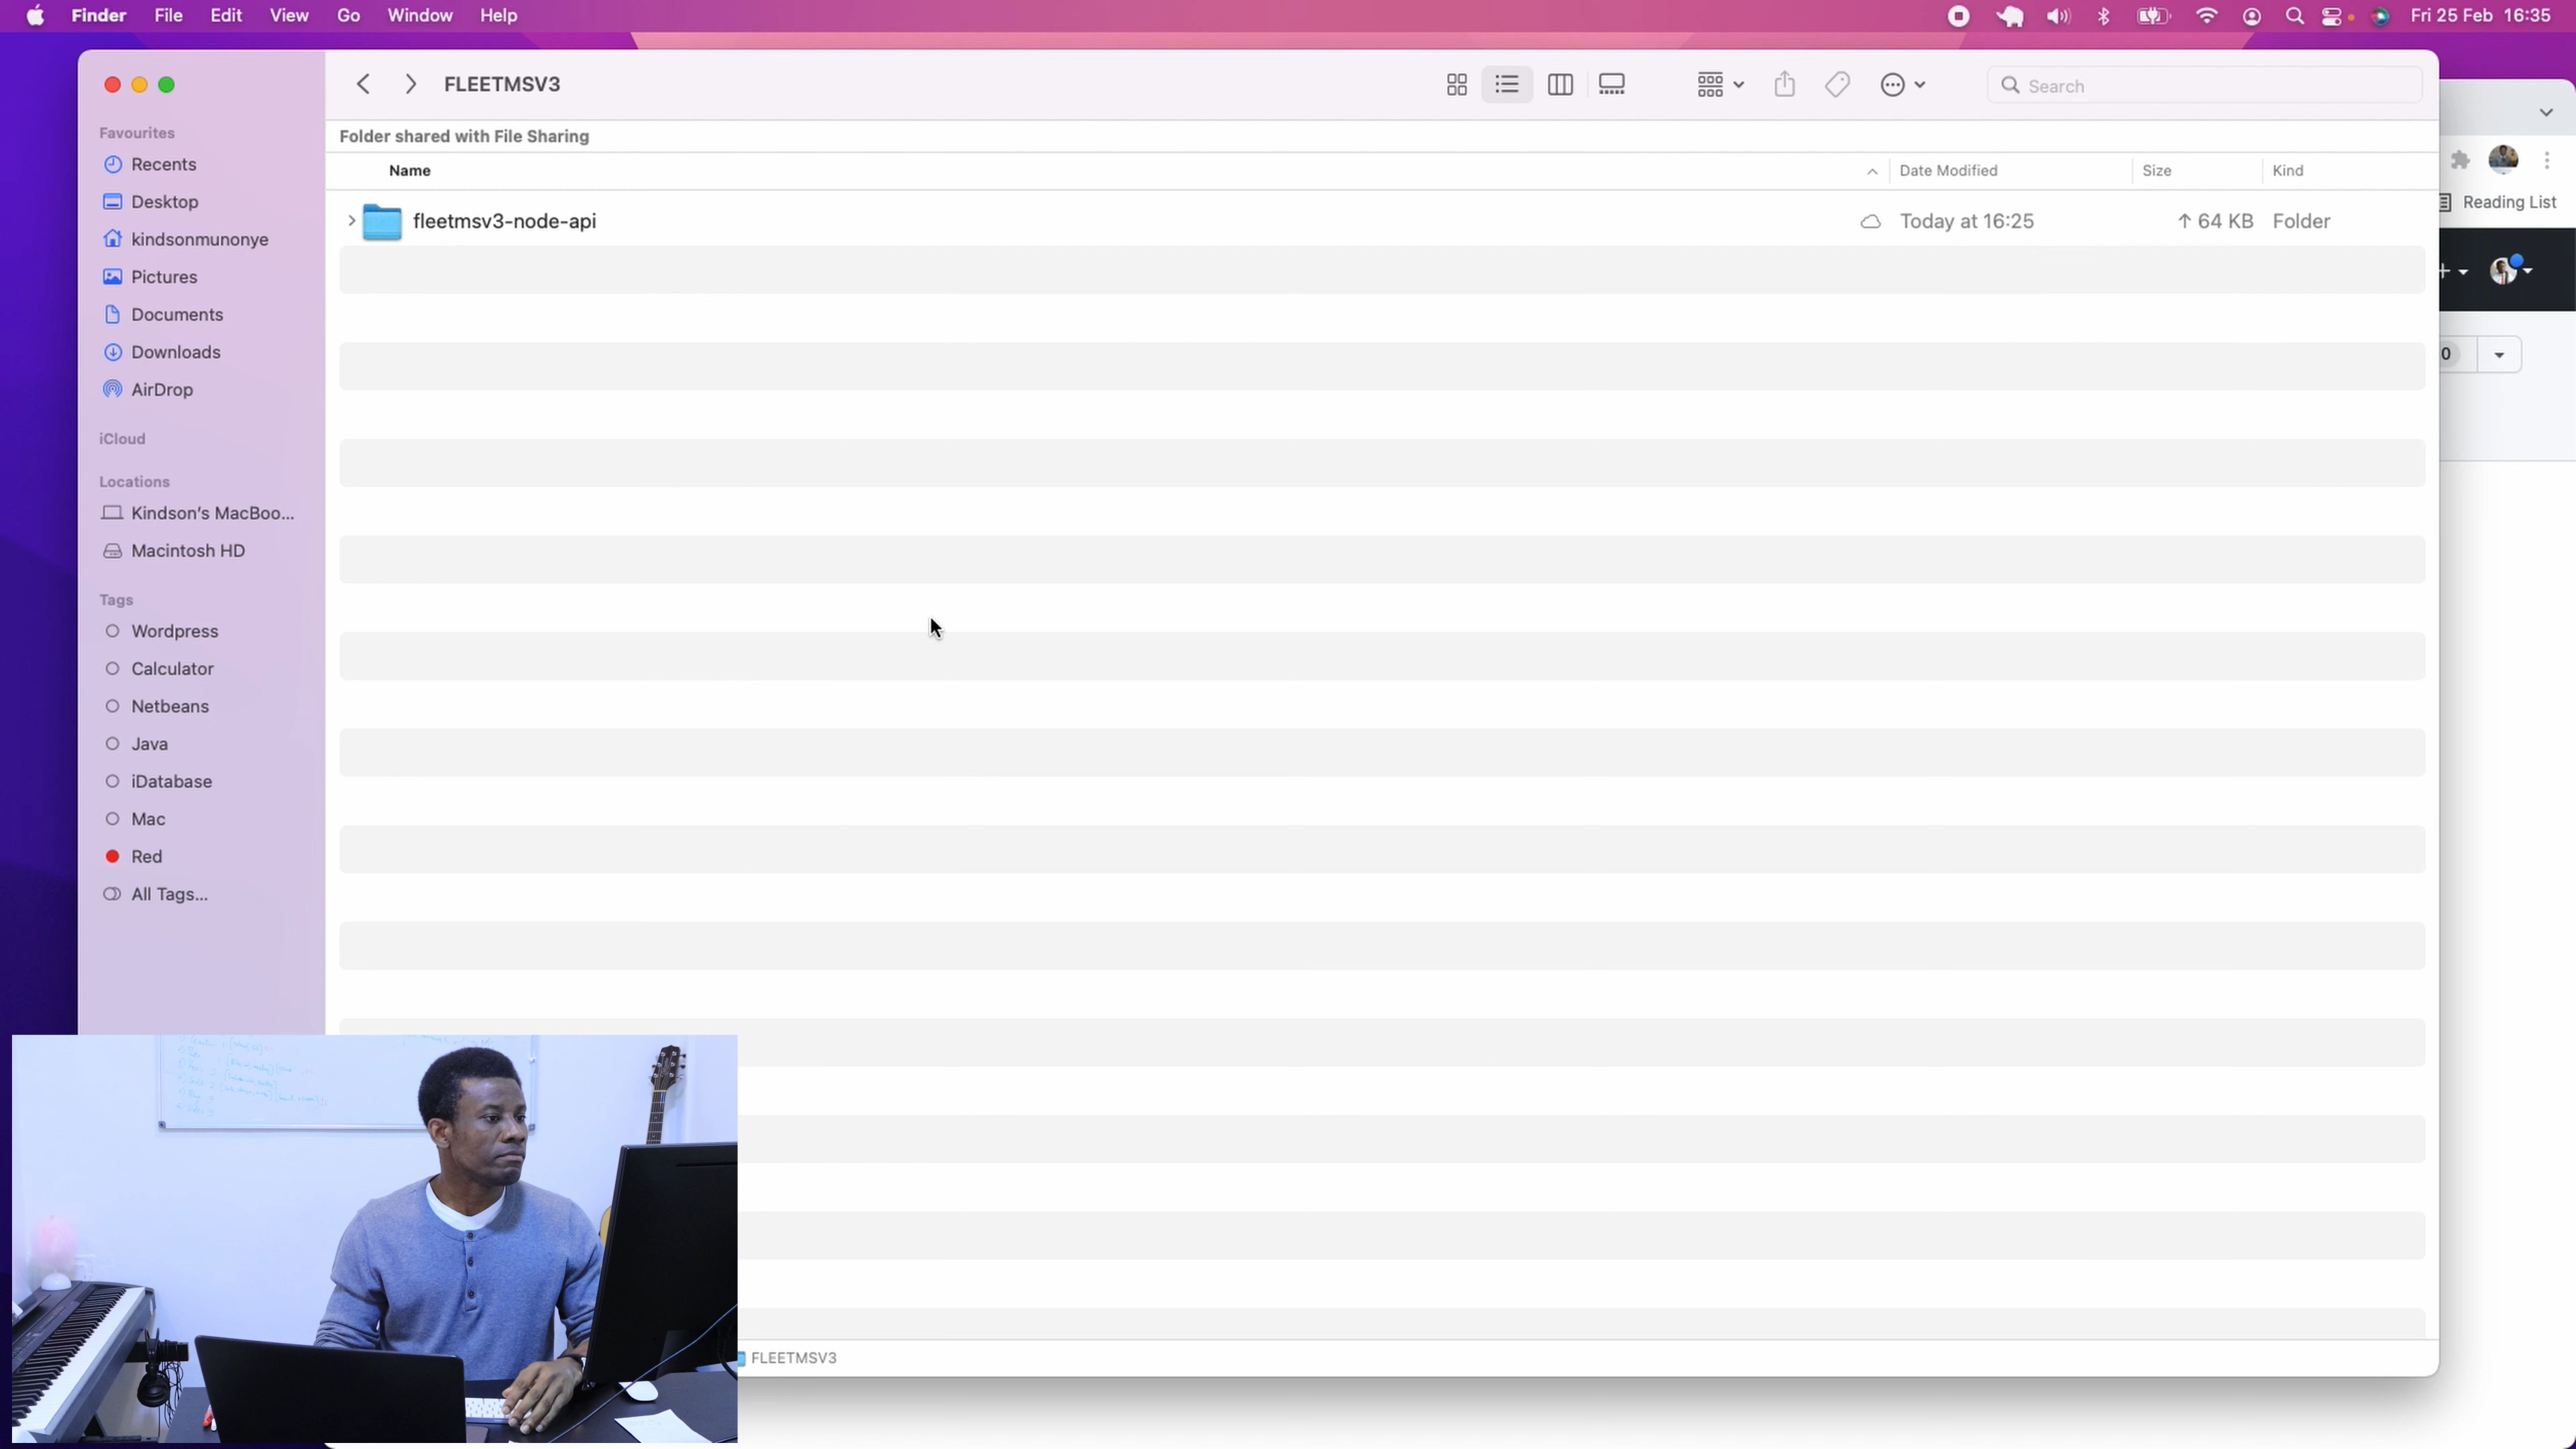 Finder File Edit View Go Window Help Fri 25 Feb 16:35
FLEETMSV3
Search
Favourites
Recents
Desktop
kindsonmunonye
Pictures
Documents
Downloads
AirDrop
iCloud
Locations
Kindson's MacBoo...
Macintosh HD
Tags
Wordpress
Calculator
Netbeans
Java
iDatabase
Mac
Red
All Tags...
Folder shared with File Sharing
Name Date Modified Size Kind
fleetmsv3-node-api Today at 16:25 ↑ 64 KB Folder
FLEETMSV3
Reading List
0